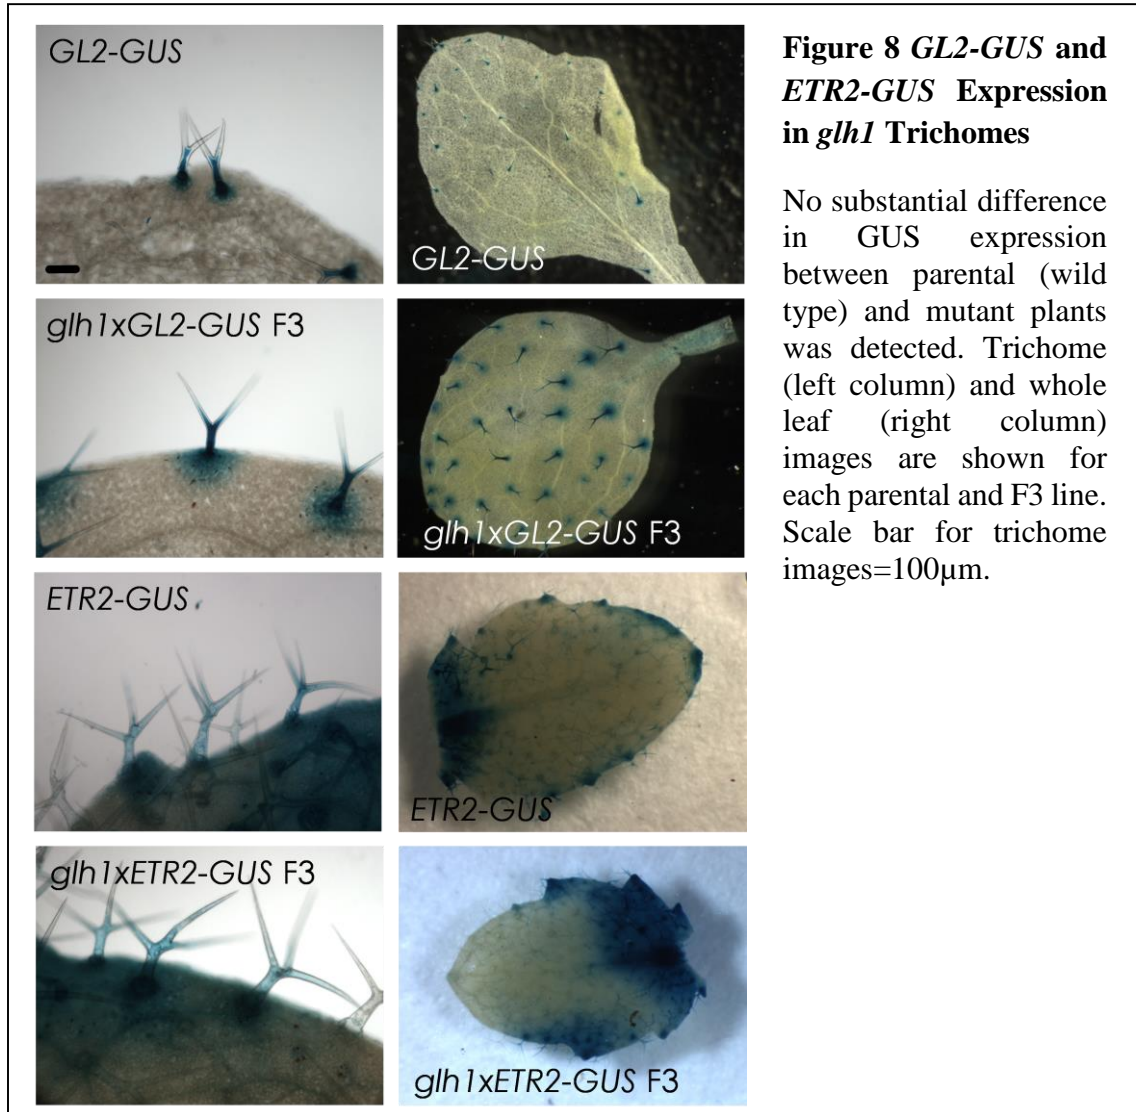 GL2-GUS
GL2-GUS
glh1xGL2-GUS F3
glh1xGL2-GUS F3
ETR2-GUS
ETR2-GUS
glh1xETR2-GUS F3
glh1xETR2-GUS F3
Figure 8 GL2-GUS and
ETR2-GUS Expression
in glh1 Trichomes
No substantial difference
in GUS expression
between parental (wild
type) and mutant plants
was detected. Trichome
(left column) and whole
leaf (right column)
images are shown for
each parental and F3 line.
Scale bar for trichome
images=100µm.